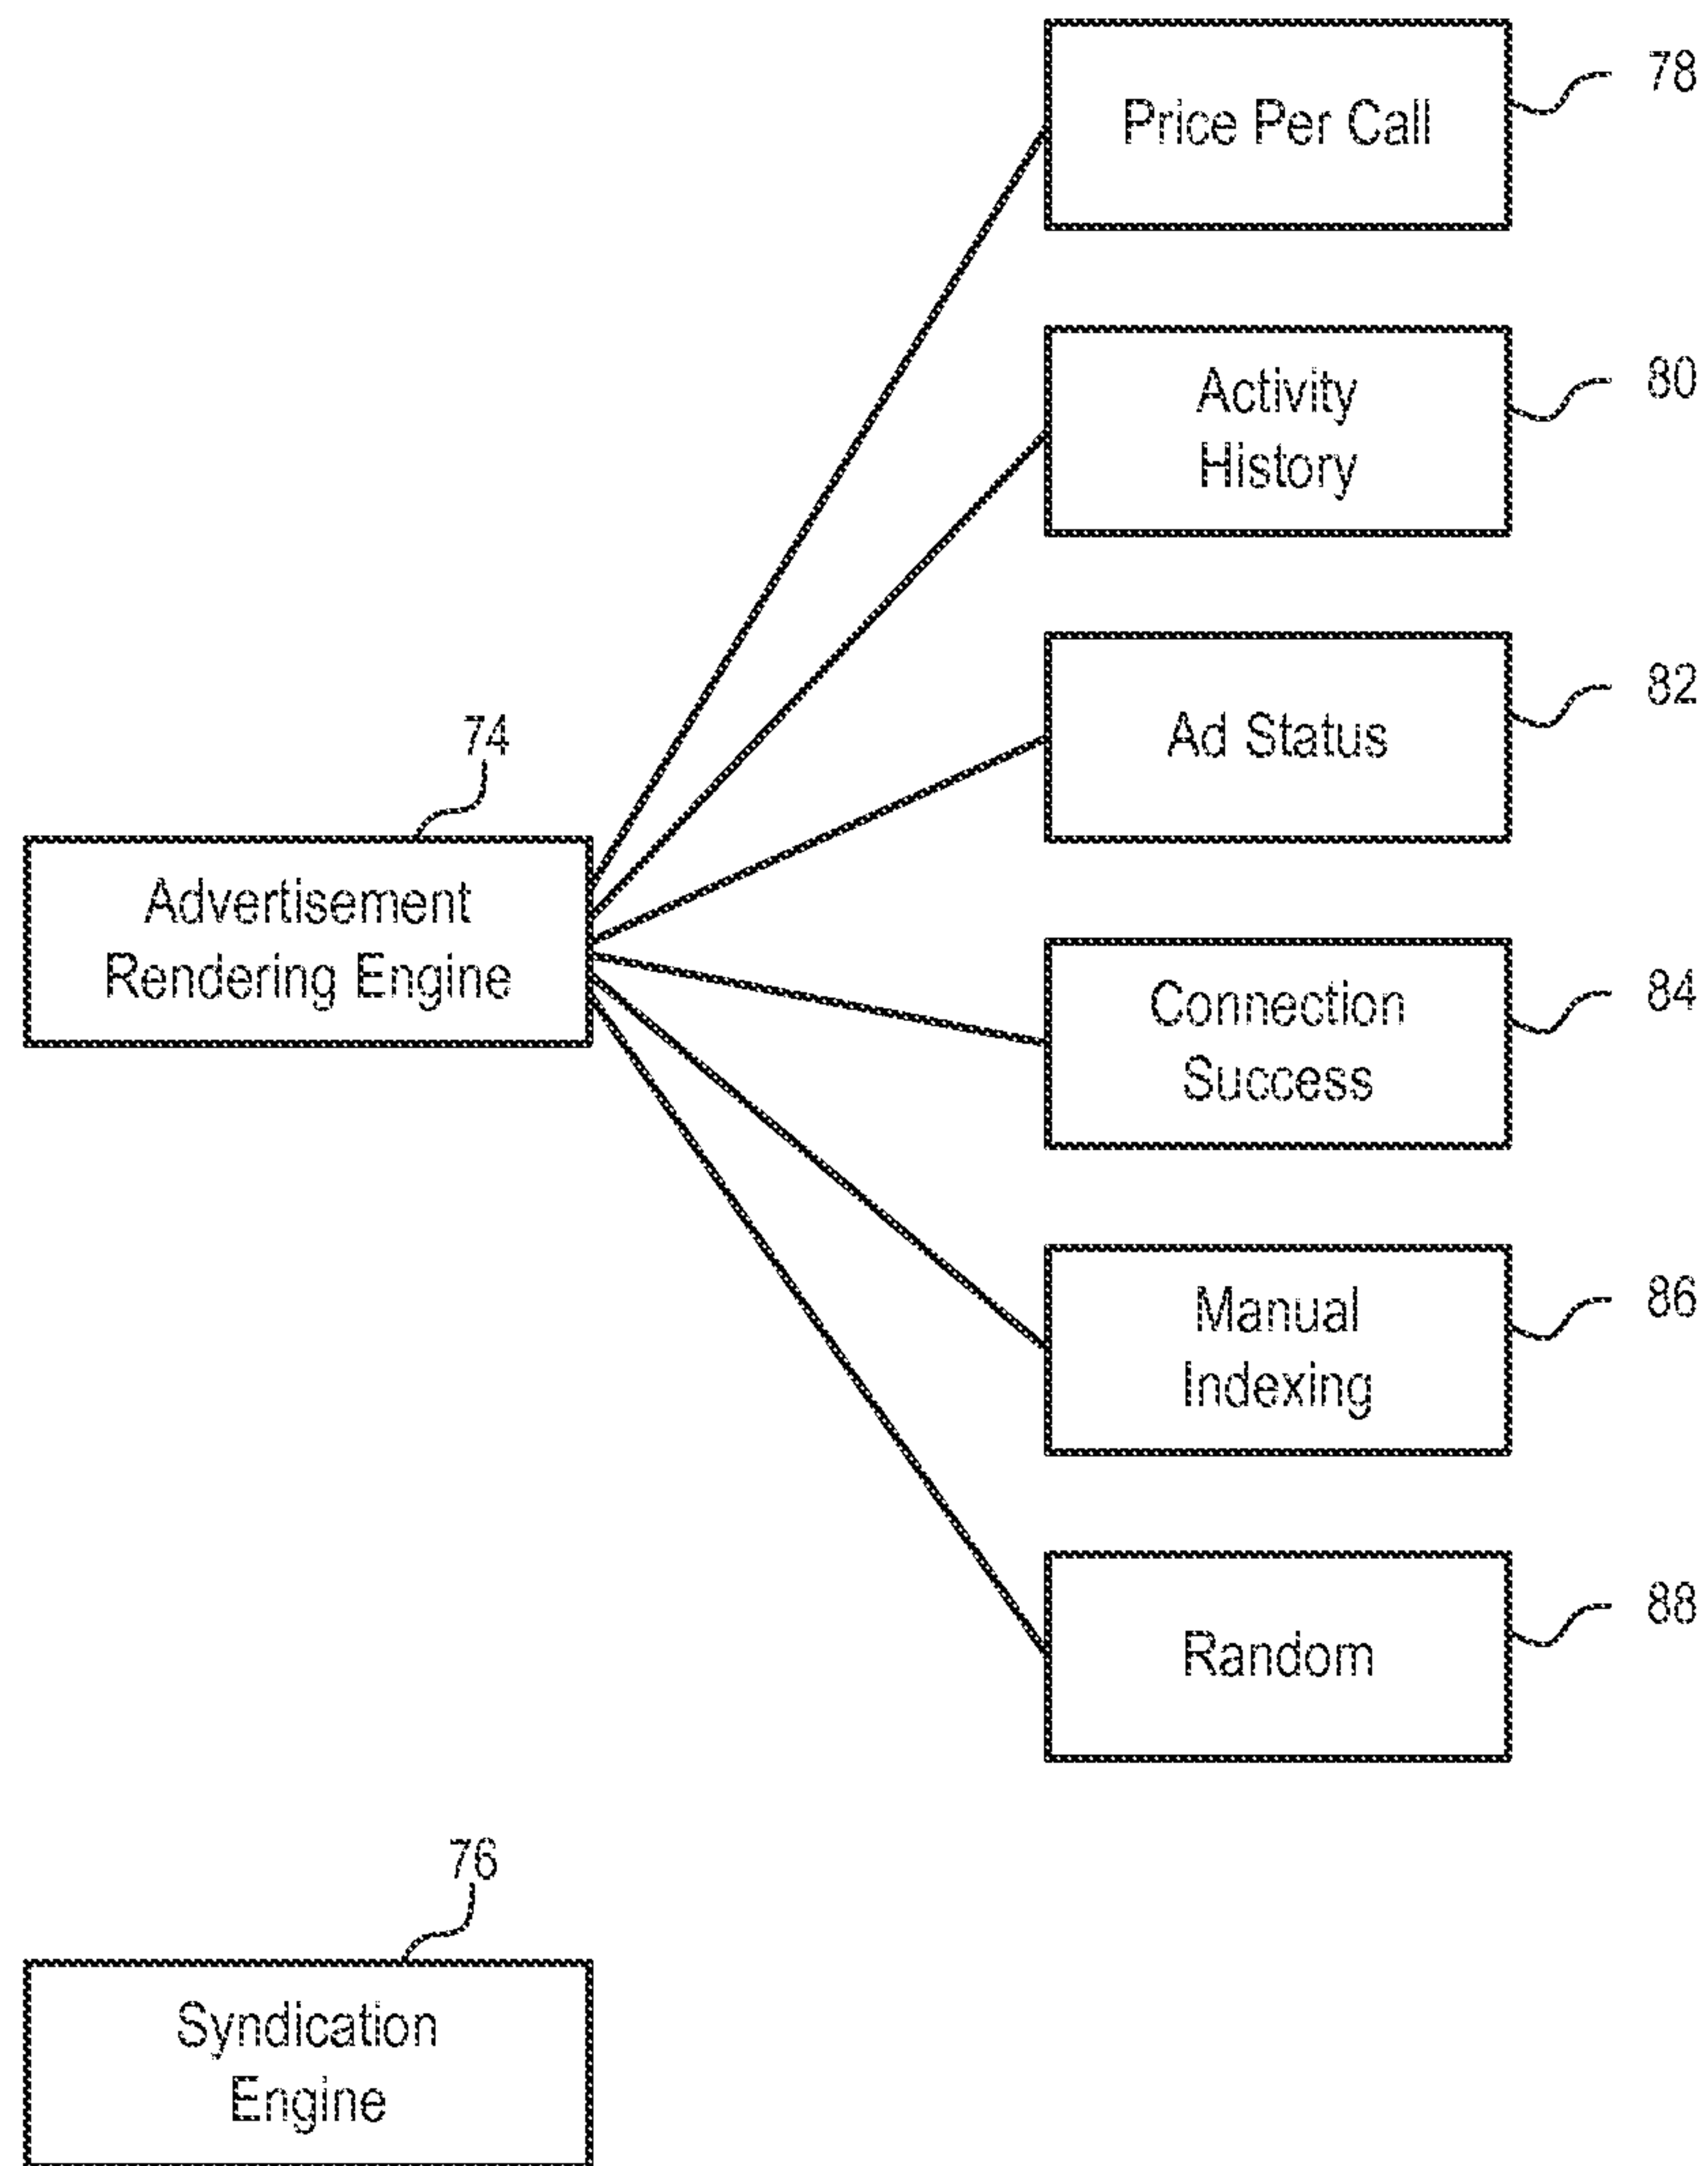 Price Per Call
78
Activity
History
80
Ad Status
82
74
Advertisement
Rendering Engine
Connection
Success
84
Manual
Indexing
86
Random
88
76
Syndication
Engine